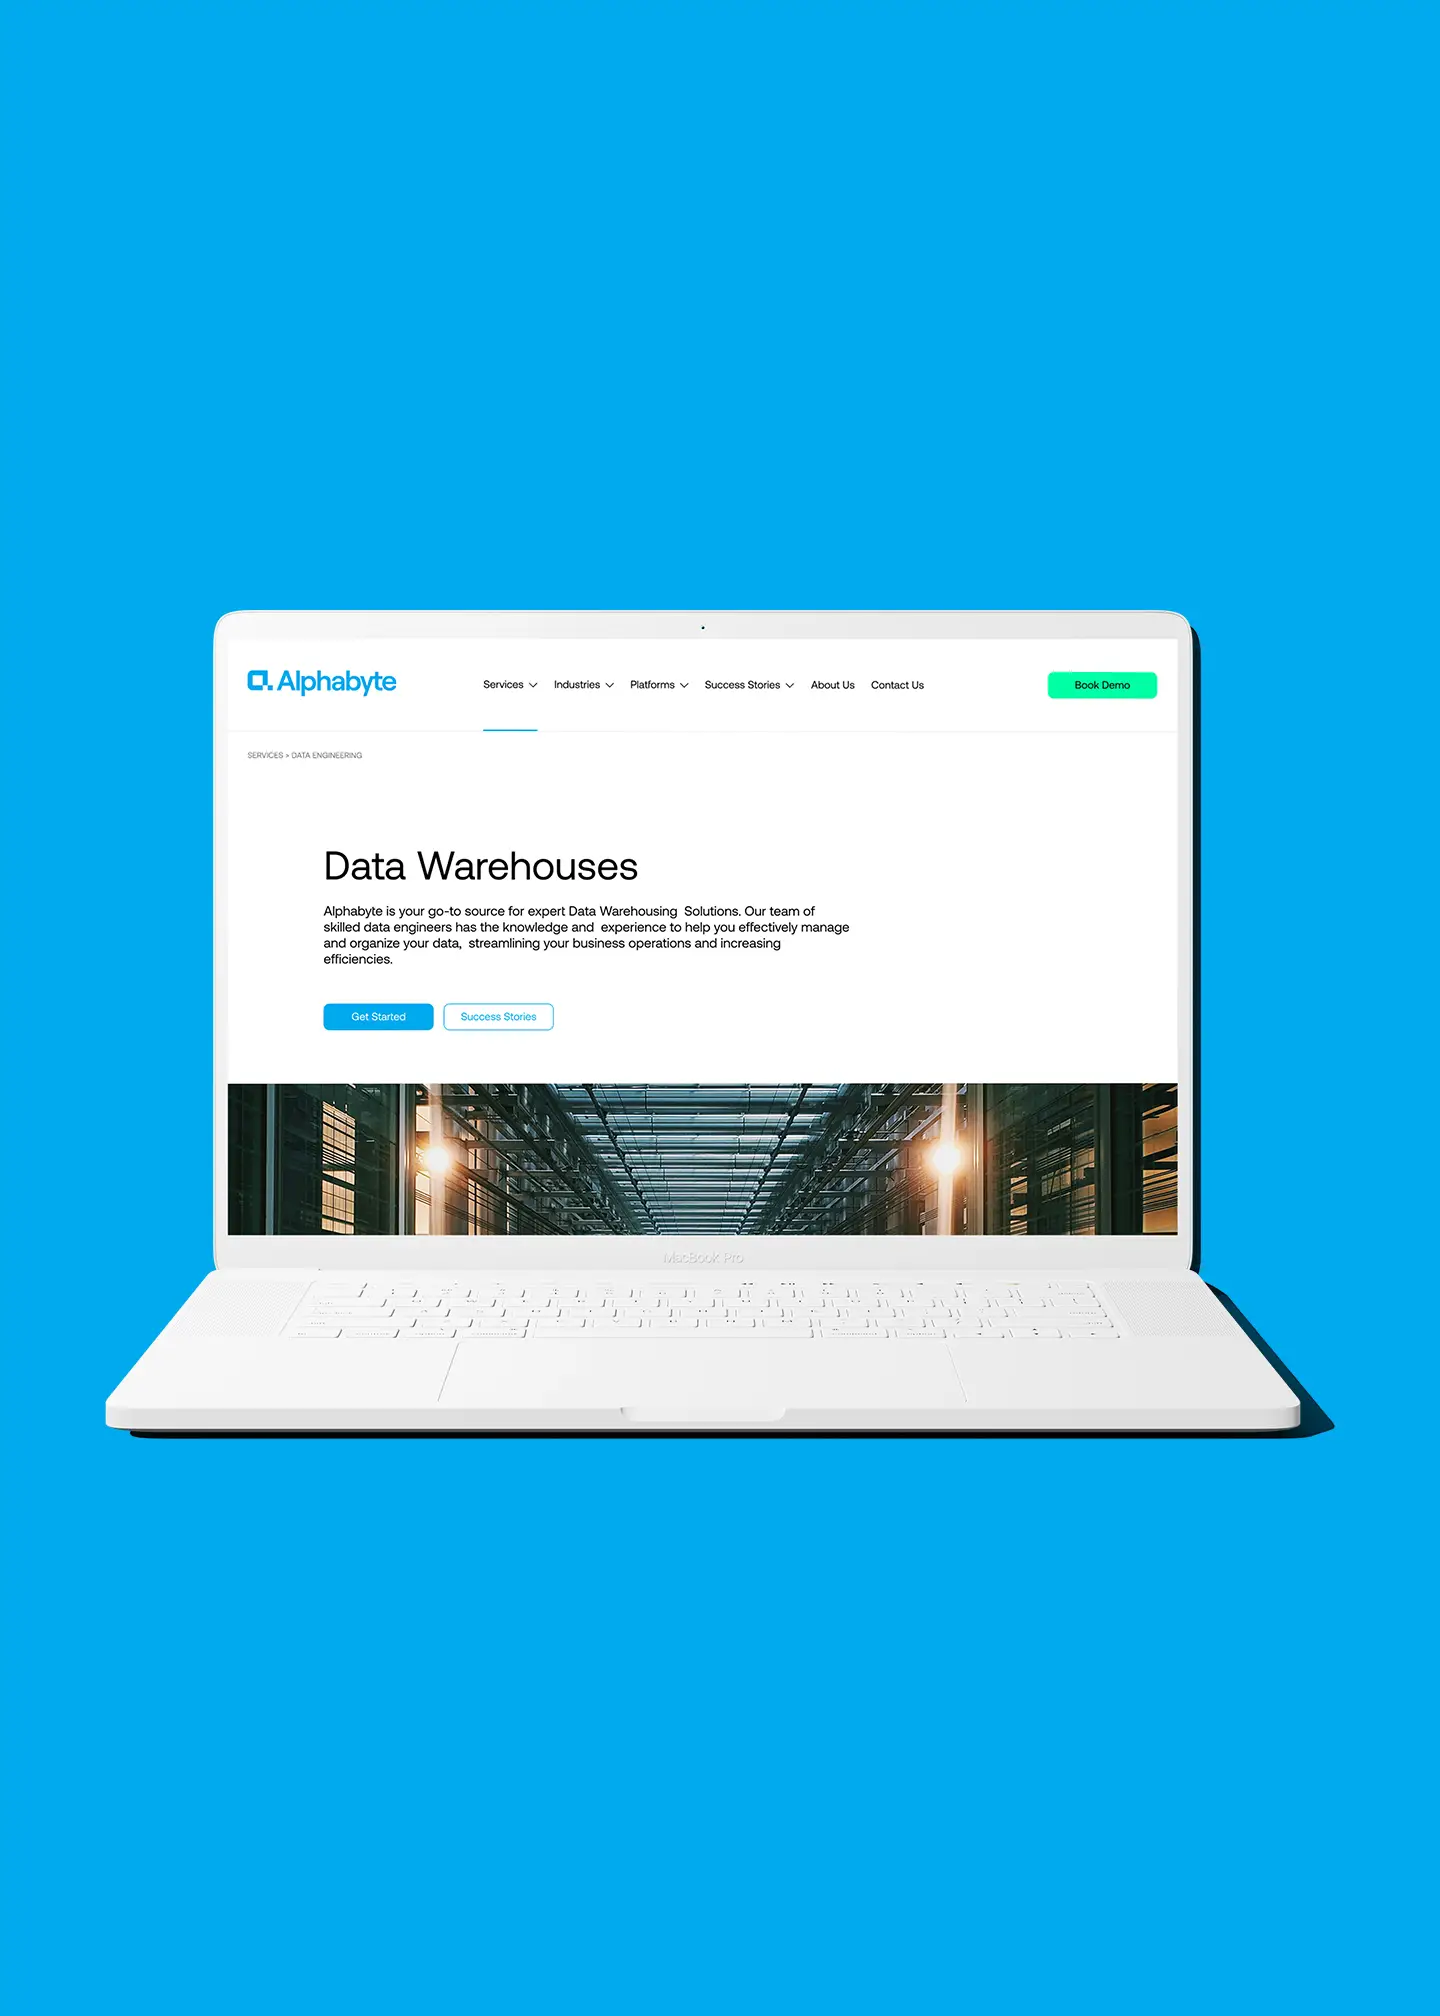 Alphabyte
Services Industries Platforms Success Stories About Us Contact Us Book Demo
SERVICES > DATA ENGINEERING
Data Warehouses
Alphabyte is your go-to source for expert Data Warehousing Solutions. Our team of
skilled data engineers has the knowledge and experience to help you effectively manage
and organize your data, streamlining your business operations and increasing
efficiencies.
Get Started Success Stories
MacBook Pro